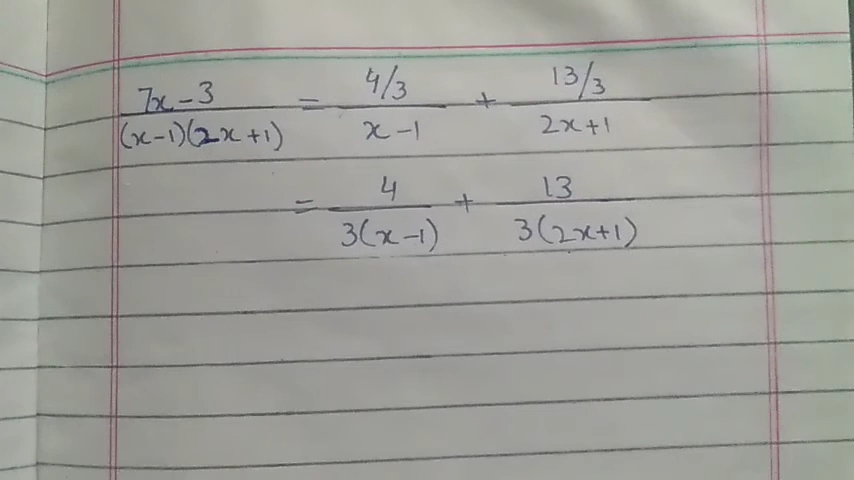 7x-3/(x-1)(2x+1) = 4/3/x-1 + 13/3/2x+1
= 4/3(x-1) + 13/3(2x+1)